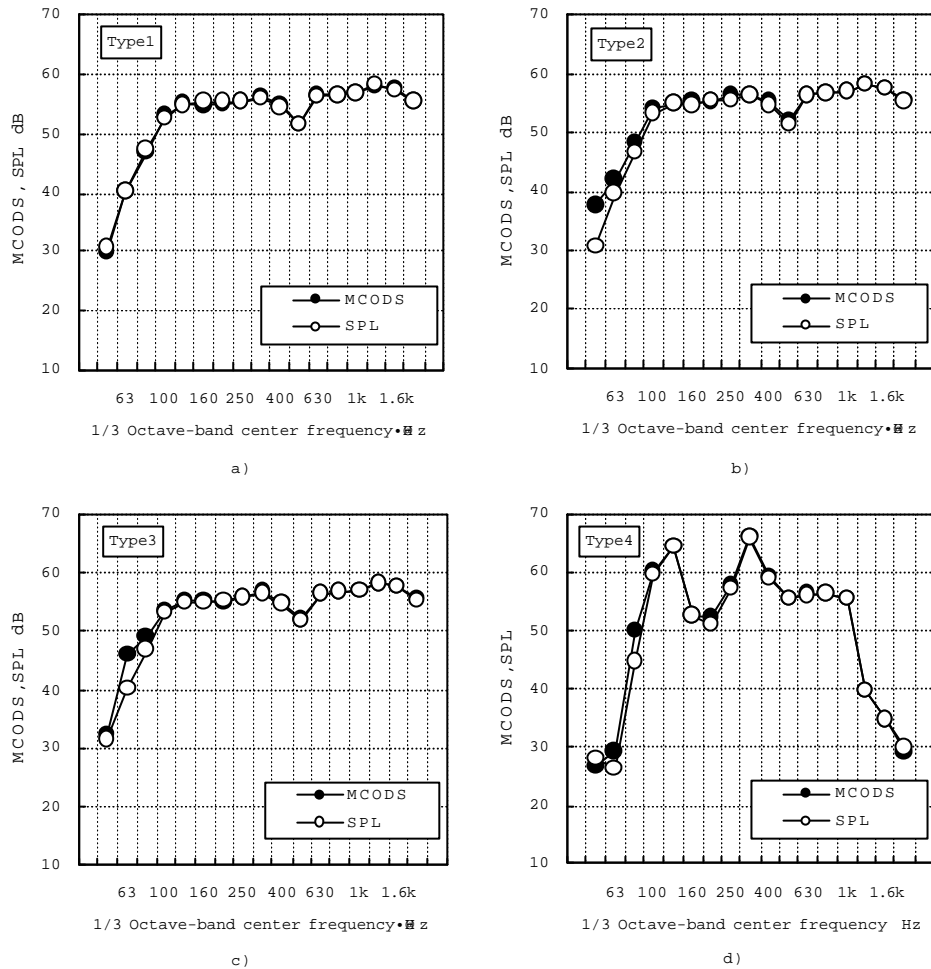 70
60
50
40
30
20
10
MCODS, SPL dB
Type1
MCODS
SPL
63 100 160 250 400 630 1k 1.6k
1/3 Octave-band center frequency•Hz
a)
70
60
50
40
30
20
10
MCODS,SPL dB
Type2
MCODS
SPL
63 100 160 250 400 630 1k 1.6k
1/3 Octave-band center frequency•Hz
b)
70
60
50
40
30
20
10
MCODS,SPL dB
Type3
MCODS
SPL
63 100 160 250 400 630 1k 1.6k
1/3 Octave-band center frequency•Hz
c)
70
60
50
40
30
20
10
MCODS,SPL
Type4
MCODS
SPL
63 100 160 250 400 630 1k 1.6k
1/3 Octave-band center frequency Hz
d)